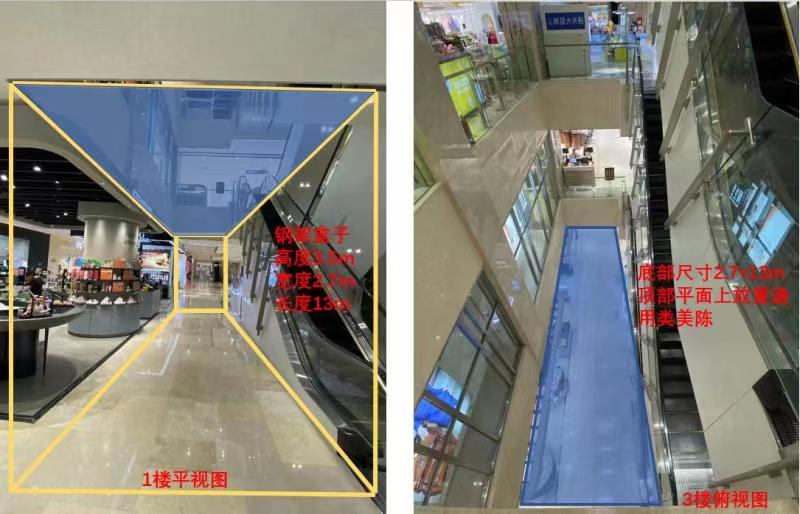 钢架盒子
高度3.5m
宽度2.7m
长度13m
1楼平视图
底部尺寸2.7*13m
顶部平面上放置通
用类美陈
3楼俯视图